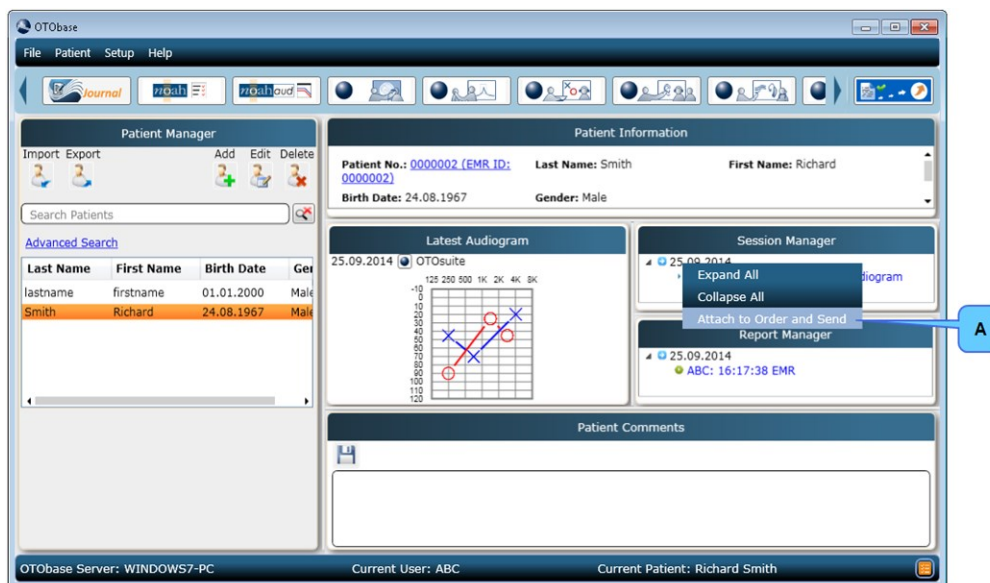 OTObase
File Patient Setup Help
Journal noah noah aud
Patient Manager
Import Export Add Edit Delete
Search Patients
Advanced Search
Last Name First Name Birth Date Ger
lastname firstname 01.01.2000 Male
Smith Richard 24.08.1967 Male
Patient Information
Patient No.: 0000002 (EMR ID: 0000002) Last Name: Smith First Name: Richard
Birth Date: 24.08.1967 Gender: Male
Latest Audiogram
25.09.2014 OTOsuite
125 250 500 1K 2K 4K 8K
-10
0
10
20
30
40
50
60
70
80
90
100
110
120
Session Manager
25.09.2014
diogram
Expand All
Collapse All
Attach to Order and Send
A
Report Manager
25.09.2014
ABC: 16:17:38 EMR
Patient Comments
OTObase Server: WINDOWS7-PC Current User: ABC Current Patient: Richard Smith